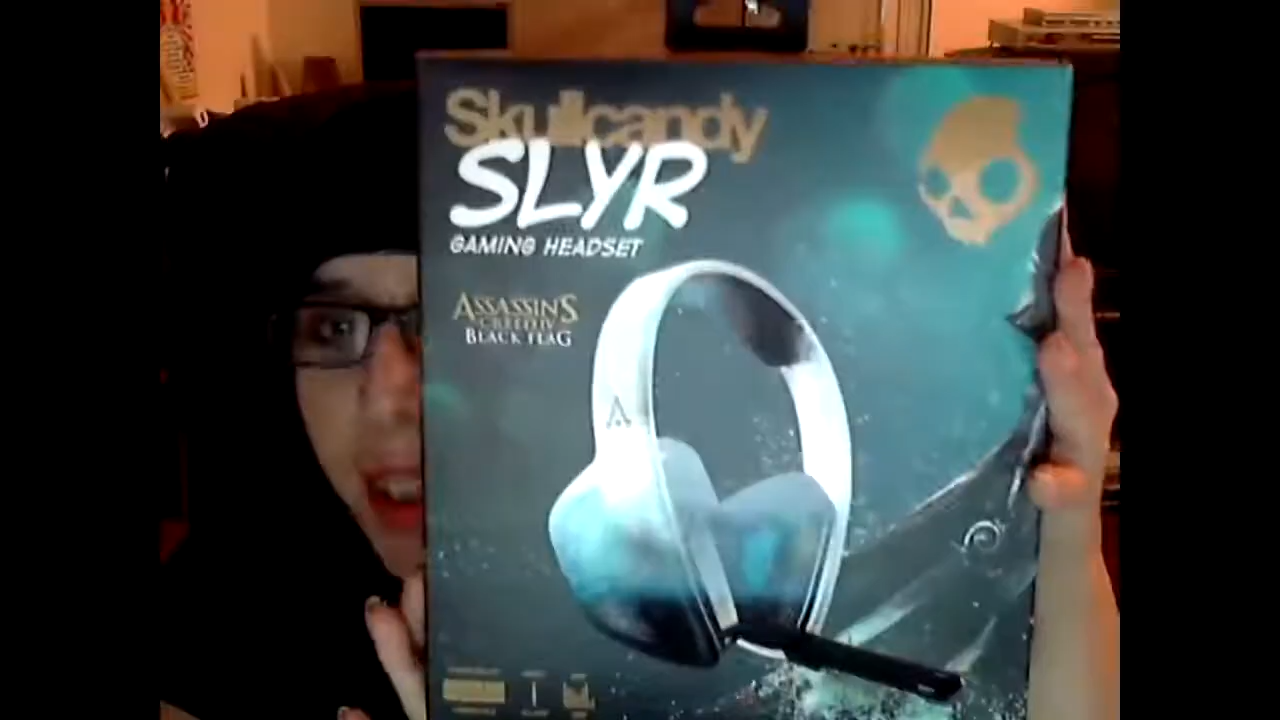 Skullcandy
SLYR
GAMING HEADSET
ASSASSIN'S
CREED IV
BLACK FLAG